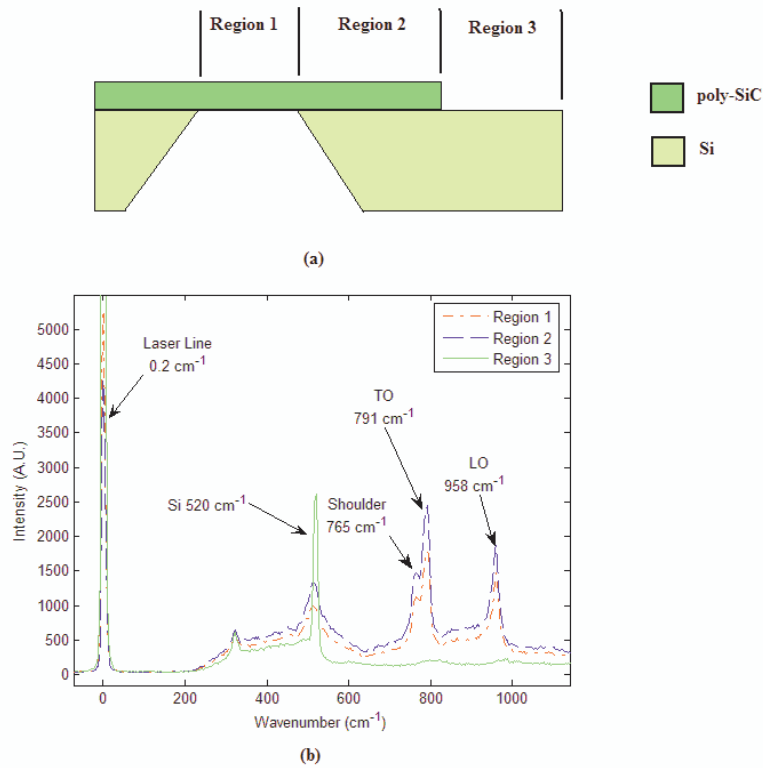 Region 1
Region 2
Region 3
poly-SiC
Si
(a)
Region 1
Region 2
Region 3
Laser Line
0.2 cm⁻¹
TO
791 cm⁻¹
LO
958 cm⁻¹
Si 520 cm⁻¹
Shoulder
765 cm⁻¹
Intensity (A.U.)
5000
4500
4000
3500
3000
2500
2000
1500
1000
500
0
0
200
400
600
800
1000
Wavenumber (cm⁻¹)
(b)